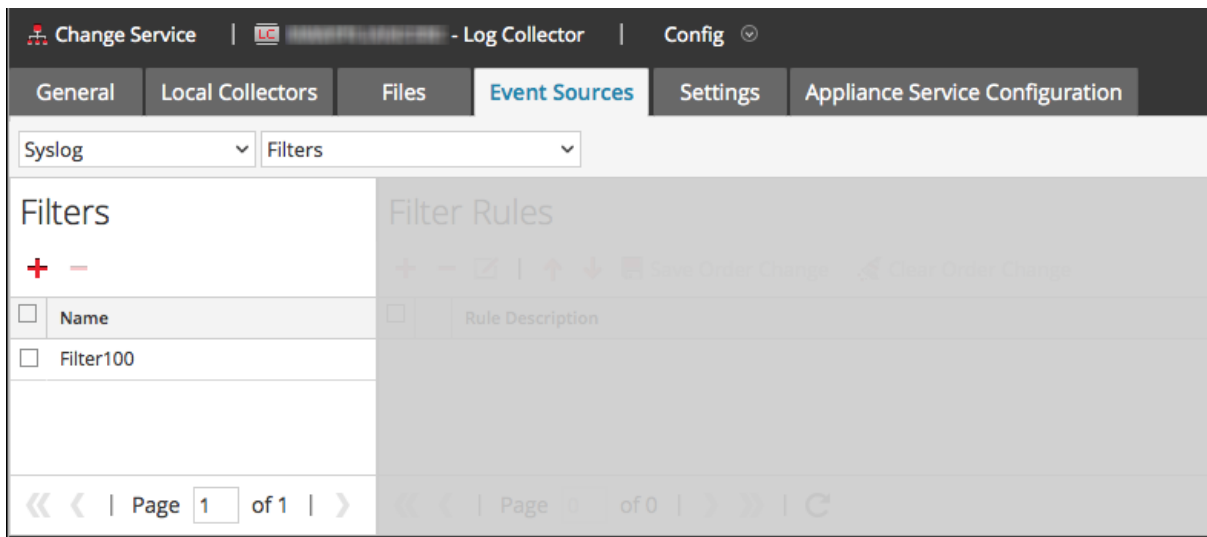 Change Service | LC - Log Collector | Config
General Local Collectors Files Event Sources Settings Appliance Service Configuration
Syslog Filters
Filters
Filter Rules
Save Order Change Clear Order Change
Name
Rule Description
Filter100
| Page 1 of 1 |
| Page 0 of 0 | |